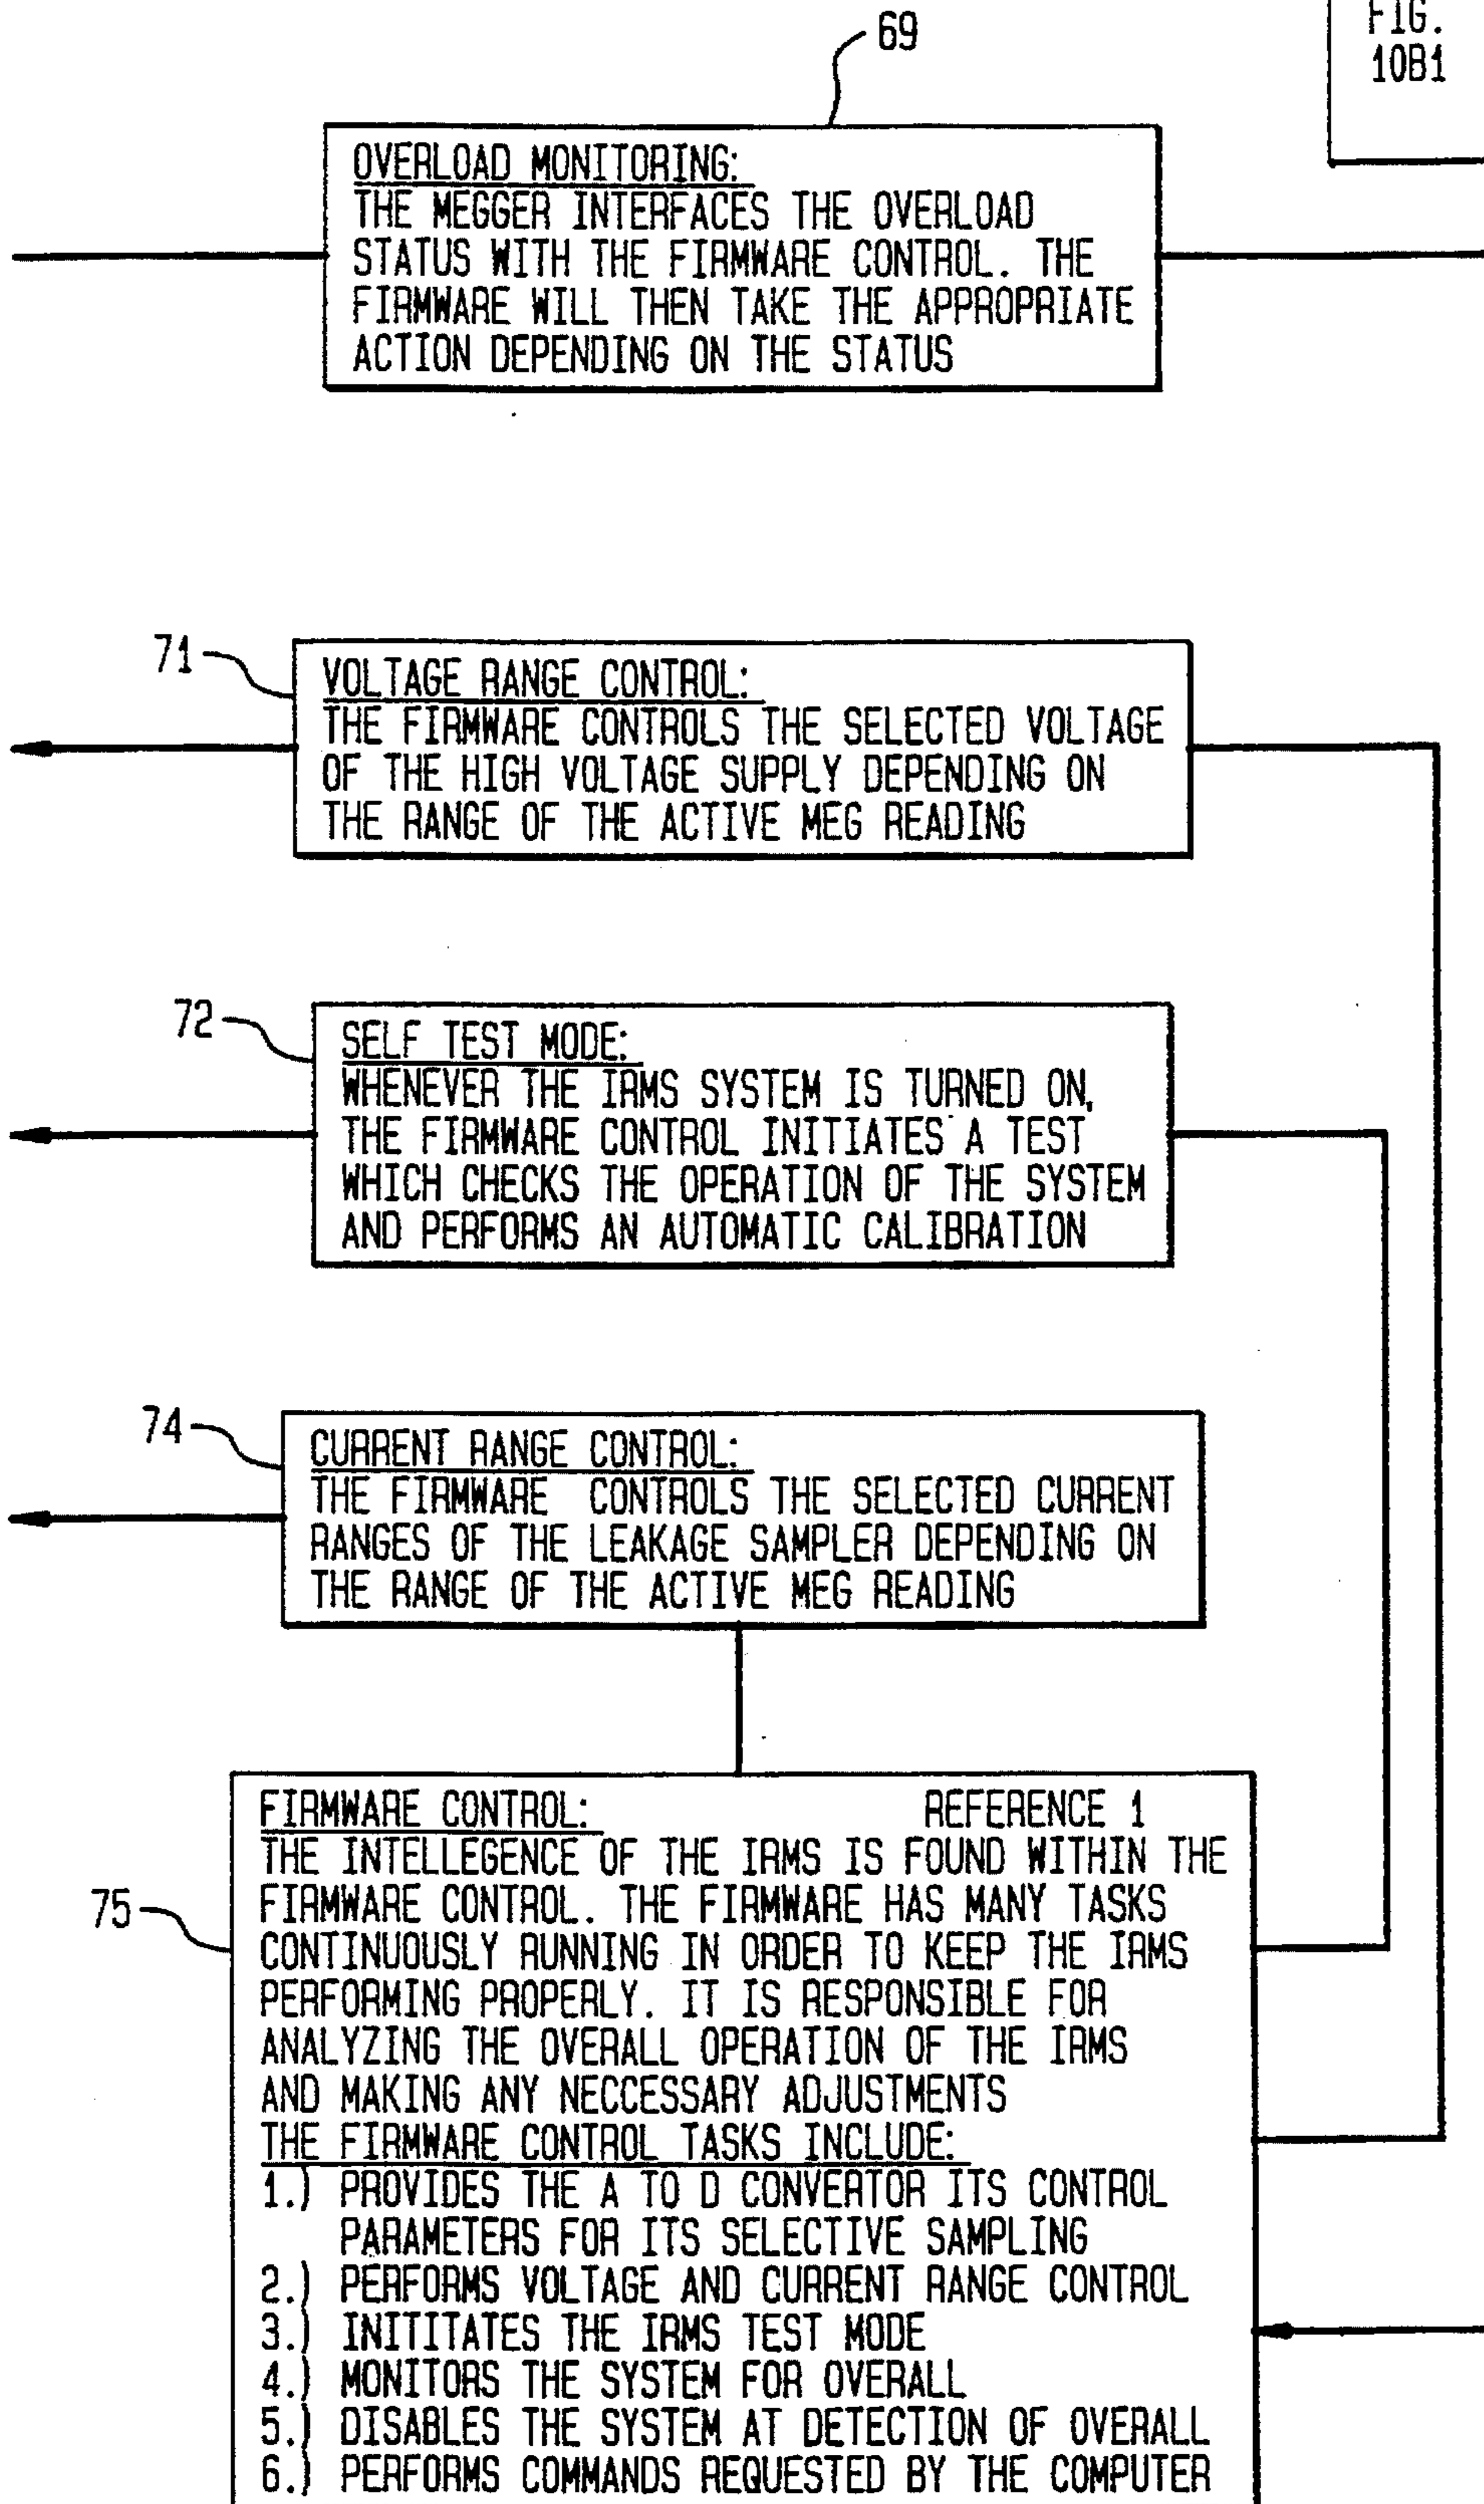 69
FIG.
10B1
OVERLOAD MONITORING:
THE MEGGER INTERFACES THE OVERLOAD
STATUS WITH THE FIRMWARE CONTROL. THE
FIRMWARE WILL THEN TAKE THE APPROPRIATE
ACTION DEPENDING ON THE STATUS
71
VOLTAGE RANGE CONTROL:
THE FIRMWARE CONTROLS THE SELECTED VOLTAGE
OF THE HIGH VOLTAGE SUPPLY DEPENDING ON
THE RANGE OF THE ACTIVE MEG READING
72
SELF TEST MODE:
WHENEVER THE IRMS SYSTEM IS TURNED ON,
THE FIRMWARE CONTROL INITIATES A TEST
WHICH CHECKS THE OPERATION OF THE SYSTEM
AND PERFORMS AN AUTOMATIC CALIBRATION
74
CURRENT RANGE CONTROL:
THE FIRMWARE CONTROLS THE SELECTED CURRENT
RANGES OF THE LEAKAGE SAMPLER DEPENDING ON
THE RANGE OF THE ACTIVE MEG READING
75
FIRMWARE CONTROL: REFERENCE 1
THE INTELLEGENCE OF THE IRMS IS FOUND WITHIN THE
FIRMWARE CONTROL. THE FIRMWARE HAS MANY TASKS
CONTINUOUSLY RUNNING IN ORDER TO KEEP THE IRMS
PERFORMING PROPERLY. IT IS RESPONSIBLE FOR
ANALYZING THE OVERALL OPERATION OF THE IRMS
AND MAKING ANY NECCESSARY ADJUSTMENTS
THE FIRMWARE CONTROL TASKS INCLUDE:
1.) PROVIDES THE A TO D CONVERTOR ITS CONTROL
PARAMETERS FOR ITS SELECTIVE SAMPLING
2.) PERFORMS VOLTAGE AND CURRENT RANGE CONTROL
3.) INITITATES THE IRMS TEST MODE
4.) MONITORS THE SYSTEM FOR OVERALL
5.) DISABLES THE SYSTEM AT DETECTION OF OVERALL
6.) PERFORMS COMMANDS REQUESTED BY THE COMPUTER